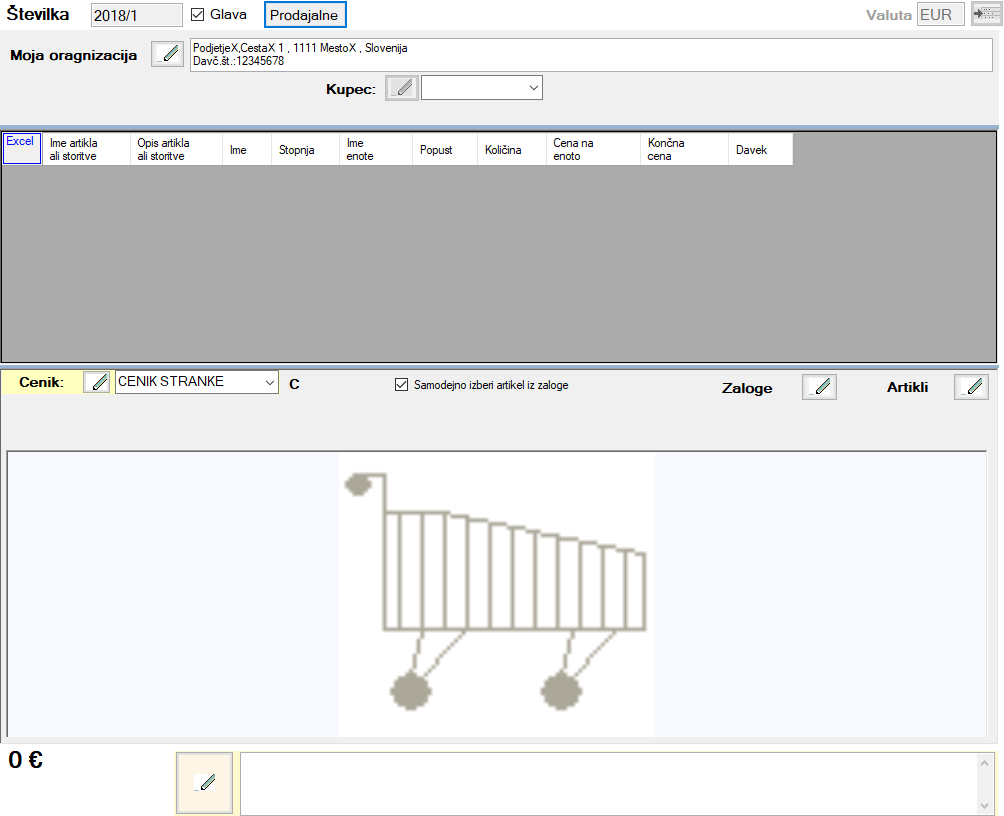 Številka 2018/1 Glava Prodajalne Valuta EUR
Moja oragnizacija
PodjetjeX,CestaX 1 , 1111 MestoX , Slovenija
Davč.št.:12345678
Kupec:
Excel
Ime artikla
ali storitve
Opis artikla
ali storitve
Ime
Stopnja
Ime
enote
Popust
Količina
Cena na
enoto
Končna
cena
Davek
Cenik: CENIK STRANKE C Samodejno izberi artikel iz zaloge Zaloge Artikli
0 €